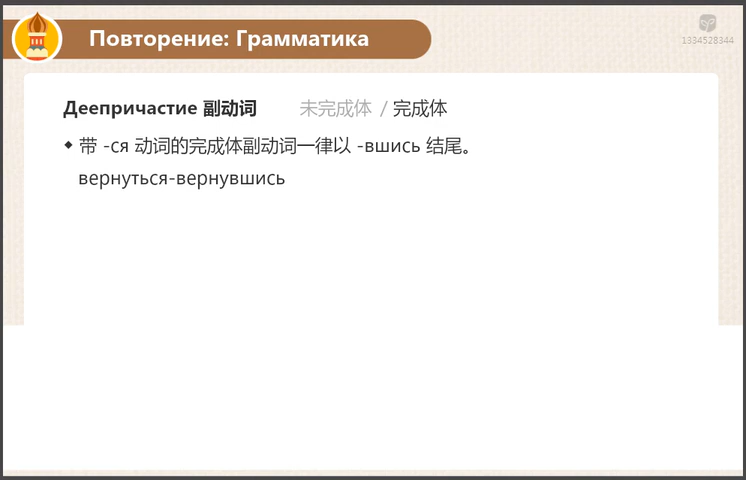 Повторение: Грамматика
1334528344
Деепричастие 副动词 未完成体 / 完成体
◆ 带 -ся 动词的完成体副动词一律以 -вшись 结尾。
вернуться-вернувшись